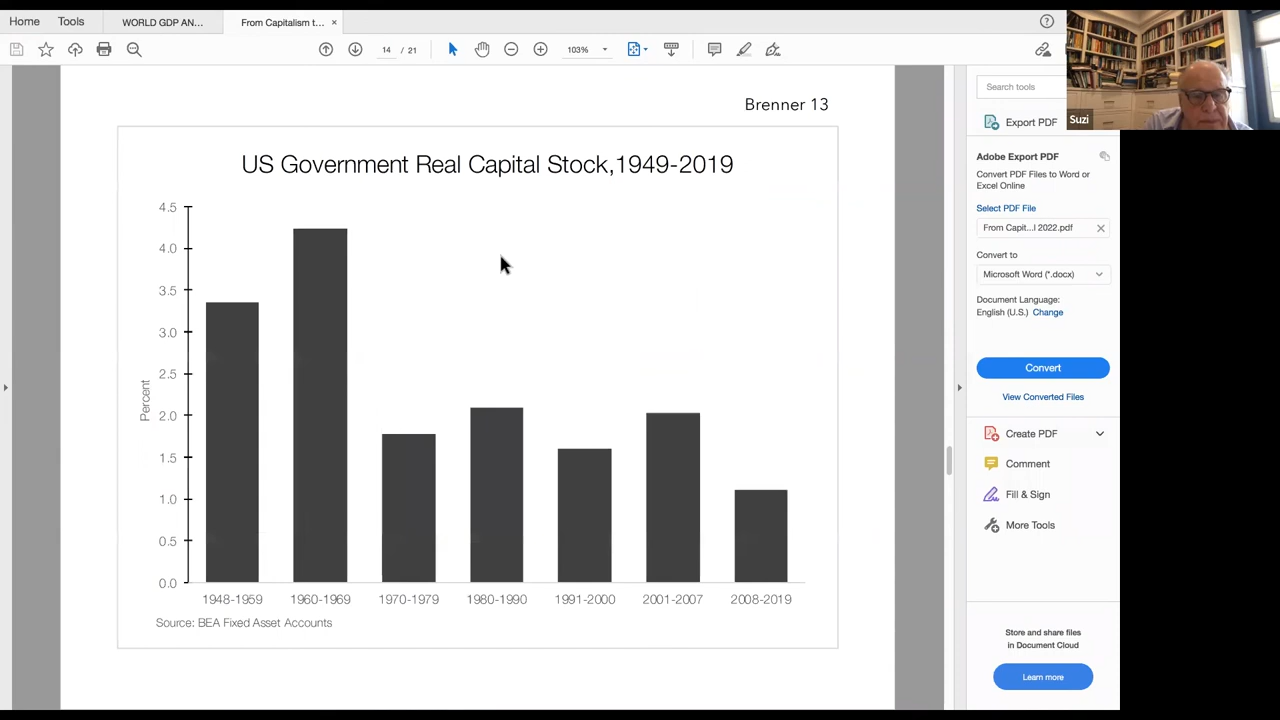 Home Tools WORLD GDP AN... From Capitalism t... ×
14 / 21 103%
Suzi
Brenner 13
US Government Real Capital Stock,1949-2019
Percent
4.5
4.0
3.5
3.0
2.5
2.0
1.5
1.0
0.5
0.0
1948-1959 1960-1969 1970-1979 1980-1990 1991-2000 2001-2007 2008-2019
Source: BEA Fixed Asset Accounts
Search tools
Export PDF
Adobe Export PDF
Convert PDF Files to Word or
Excel Online
Select PDF File
From Capit...l 2022.pdf
Convert to
Microsoft Word (*.docx)
Document Language:
English (U.S.) Change
Convert
View Converted Files
Create PDF
Comment
Fill & Sign
More Tools
Store and share files
in Document Cloud
Learn more